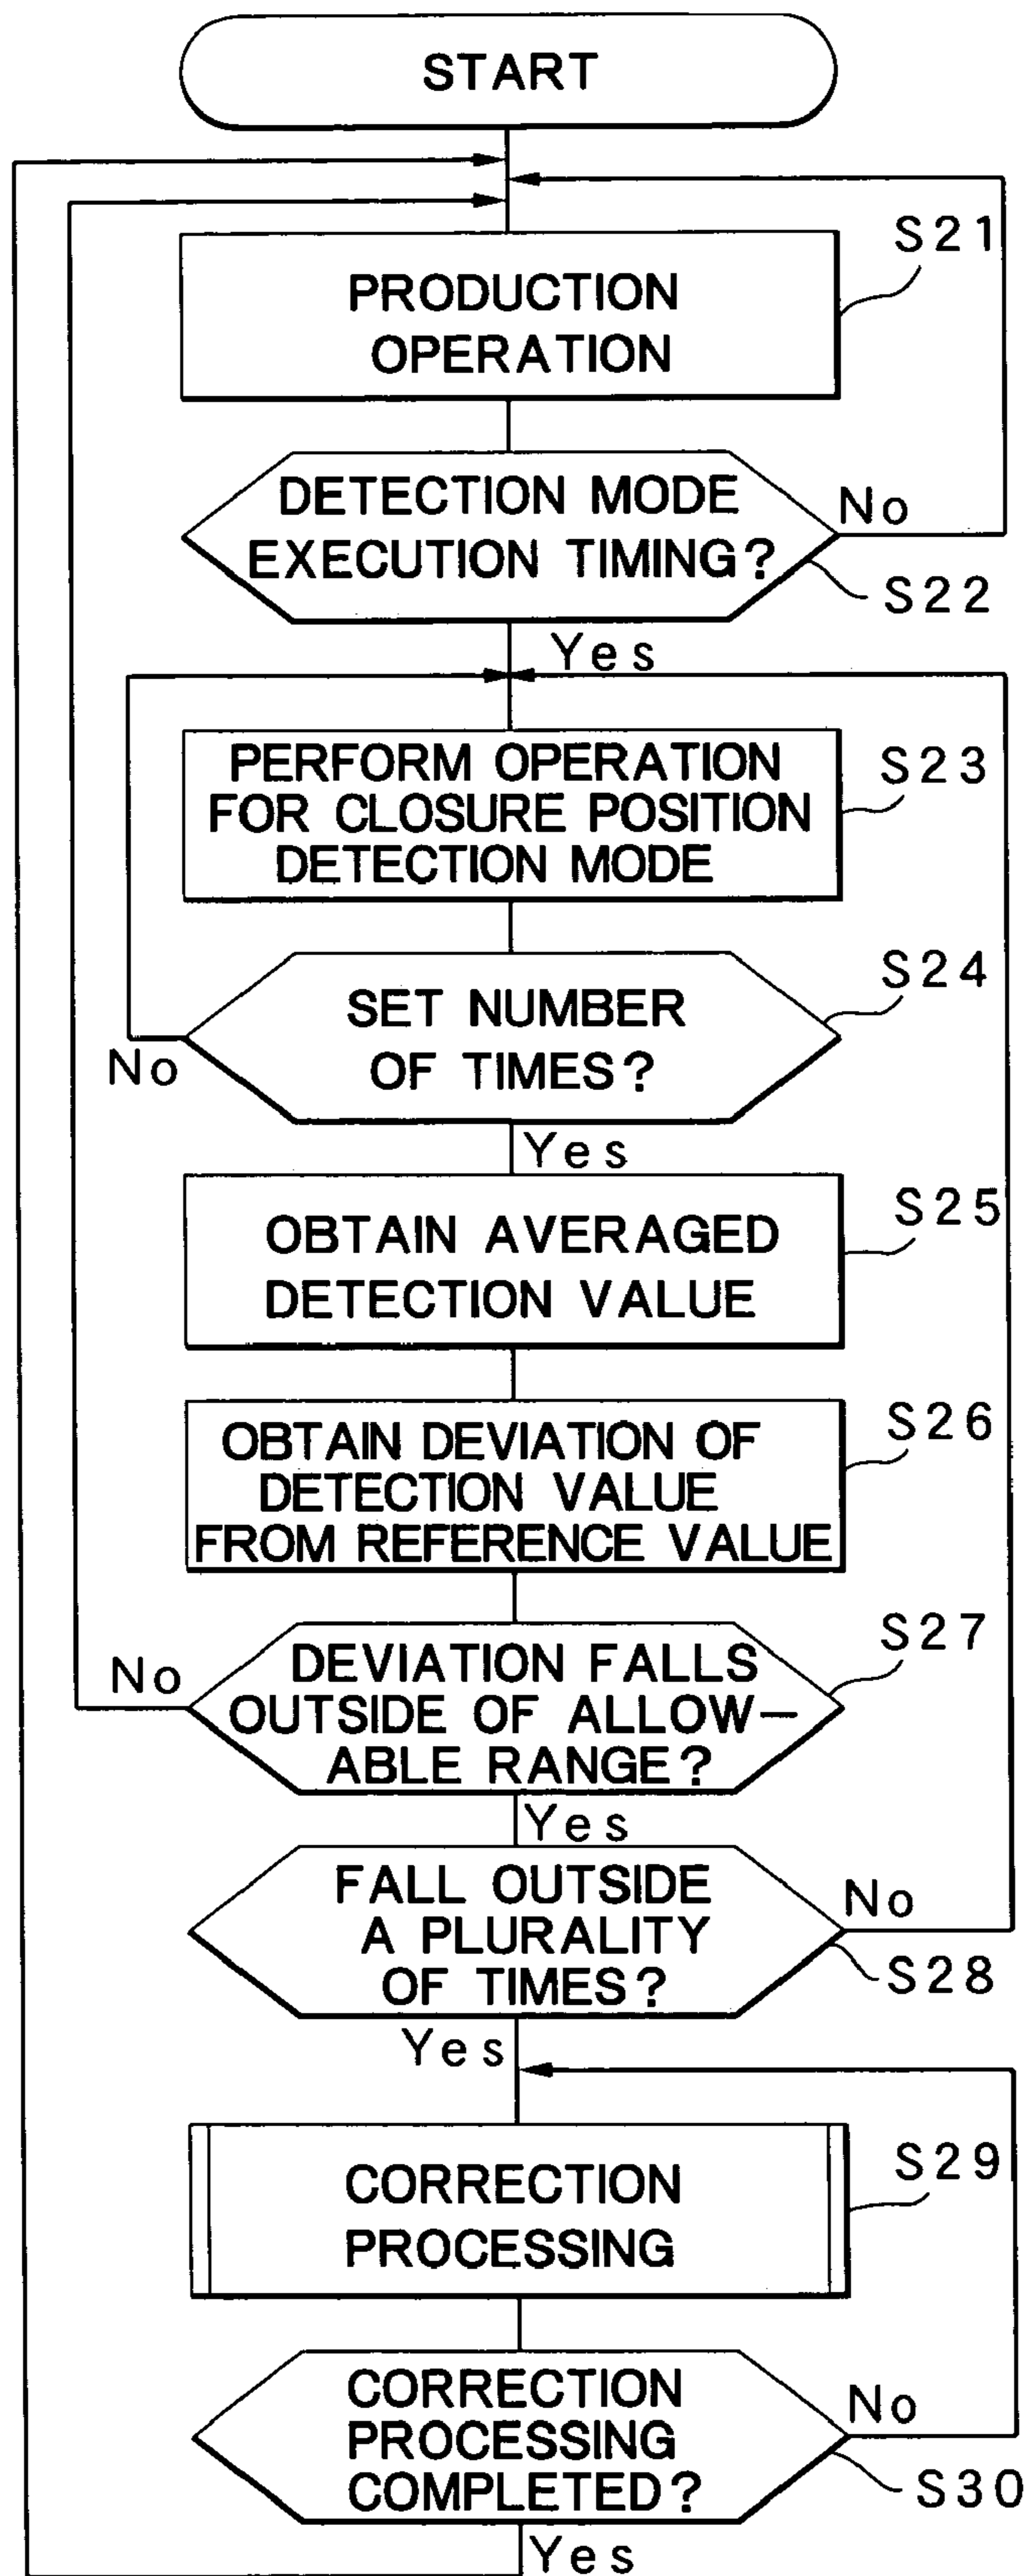 START
PRODUCTION
OPERATION
S21
DETECTION MODE
EXECUTION TIMING?
No
S22
Yes
PERFORM OPERATION
FOR CLOSURE POSITION
DETECTION MODE
S23
SET NUMBER
OF TIMES?
S24
No
Yes
OBTAIN AVERAGED
DETECTION VALUE
S25
OBTAIN DEVIATION OF
DETECTION VALUE
FROM REFERENCE VALUE
S26
DEVIATION FALLS
OUTSIDE OF ALLOW-
ABLE RANGE?
S27
No
Yes
FALL OUTSIDE
A PLURALITY
OF TIMES?
No
S28
Yes
CORRECTION
PROCESSING
S29
CORRECTION
PROCESSING
COMPLETED?
No
S30
Yes